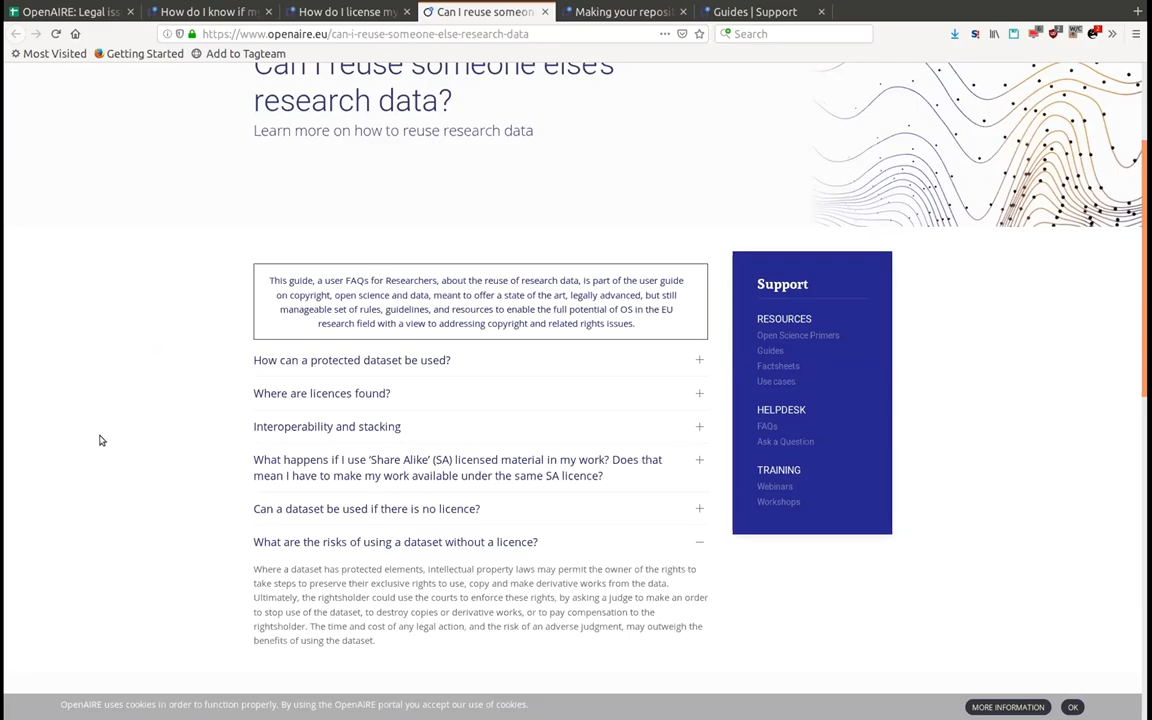 OpenAIRE: Legal iss
How do I know if my
How do I license my
Can I reuse someon
Making your reposi
Guides | Support
https://www.openaire.eu/can-i-reuse-someone-else-research-data
Search
Most Visited
Getting Started
Add to Tagteam
Can I reuse someone else's
research data?
Learn more on how to reuse research data
This guide, a user FAQs for Researchers, about the reuse of research data, is part of the user guide
on copyright, open science and data, meant to offer a state of the art, legally advanced, but still
manageable set of rules, guidelines, and resources to enable the full potential of OS in the EU
research field with a view to addressing copyright and related rights issues.
How can a protected dataset be used?
Where are licences found?
Interoperability and stacking
What happens if I use ‘Share Alike’ (SA) licensed material in my work? Does that
mean I have to make my work available under the same SA licence?
Can a dataset be used if there is no licence?
What are the risks of using a dataset without a licence?
Where a dataset has protected elements, intellectual property laws may permit the owner of the rights to
take steps to preserve their exclusive rights to use, copy and make derivative works from the data.
Ultimately, the rightsholder could use the courts to enforce these rights, by asking a judge to make an order
to stop use of the dataset, to destroy copies or derivative works, or to pay compensation to the
rightsholder. The time and cost of any legal action, and the risk of an adverse judgment, may outweigh the
benefits of using the dataset.
Support
RESOURCES
Open Science Primers
Guides
Factsheets
Use cases
HELPDESK
FAQs
Ask a Question
TRAINING
Webinars
Workshops
OpenAIRE uses cookies in order to function properly. By using the OpenAIRE portal you accept our use of cookies.
MORE INFORMATION
OK